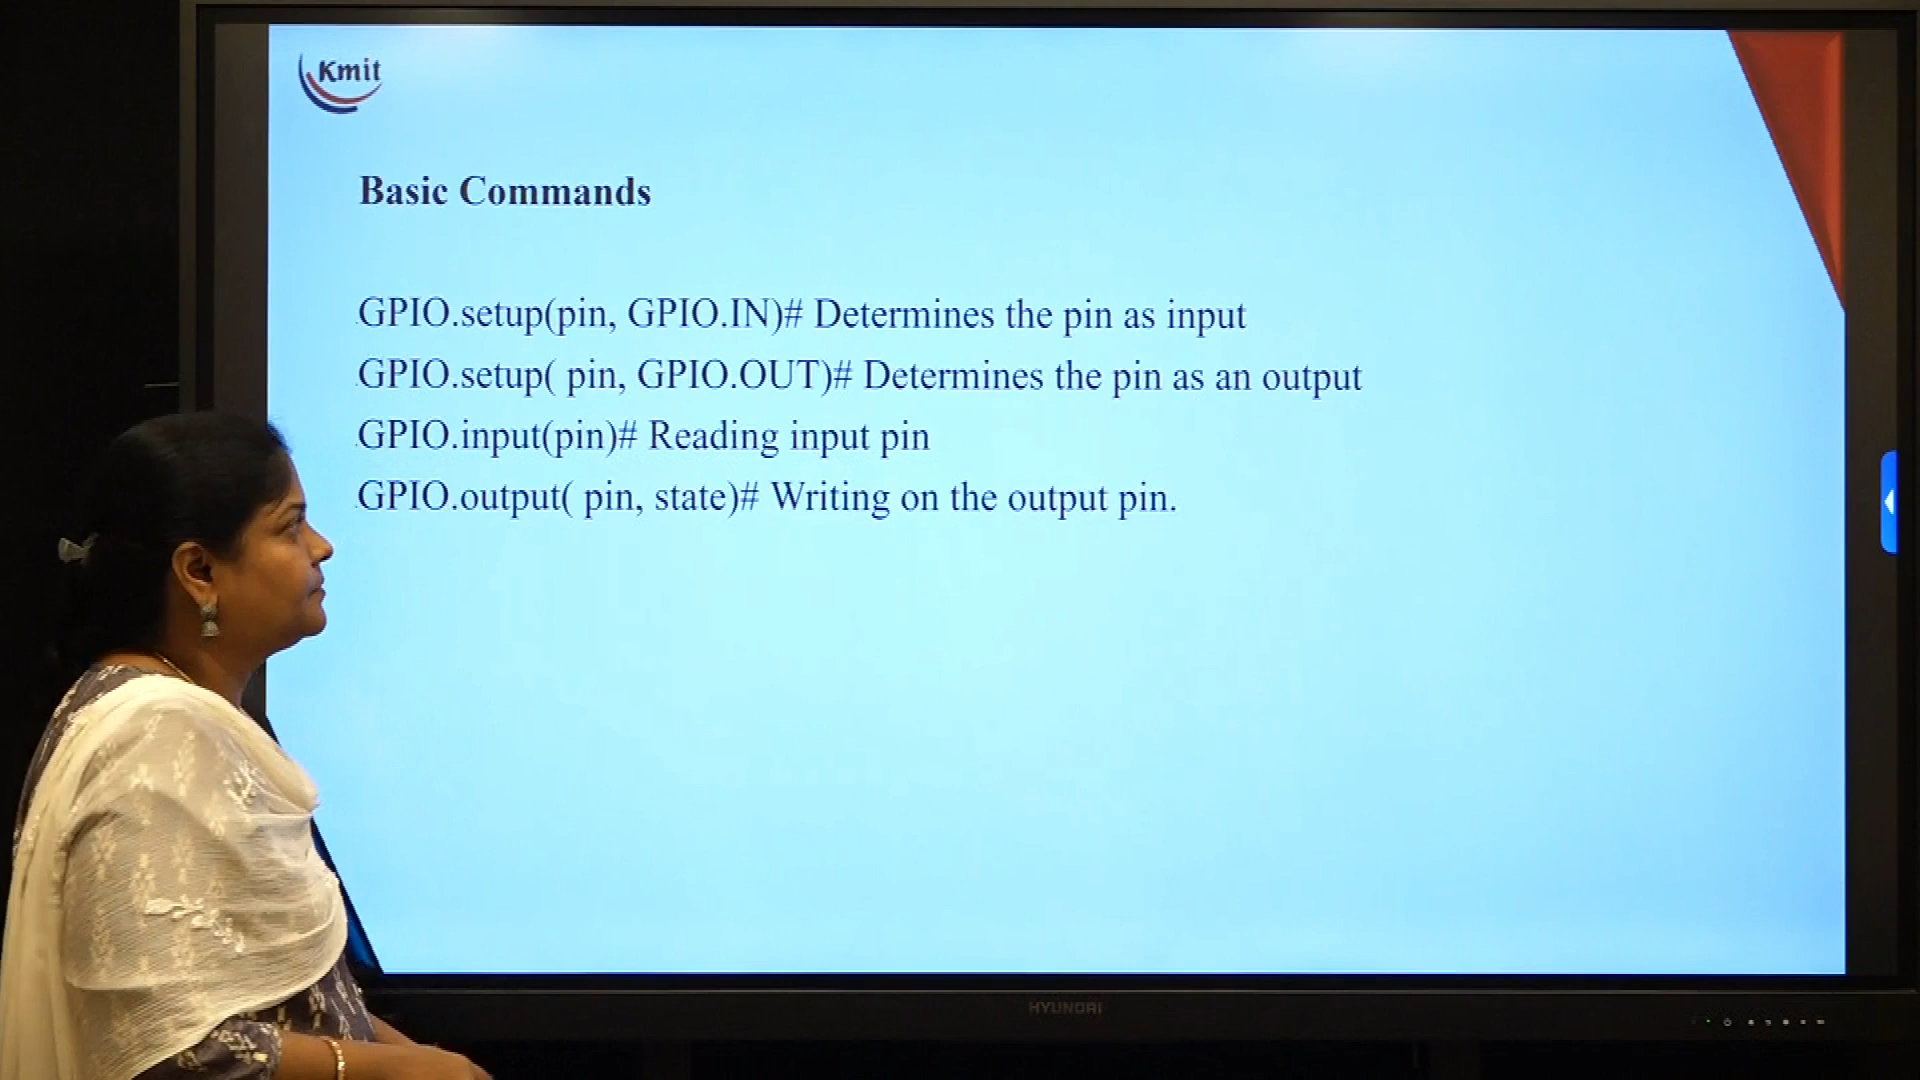 Kmit
Basic Commands
GPIO.setup(pin, GPIO.IN)# Determines the pin as input
GPIO.setup( pin, GPIO.OUT)# Determines the pin as an output
GPIO.input(pin)# Reading input pin
GPIO.output( pin, state)# Writing on the output pin.
HYUNDAI